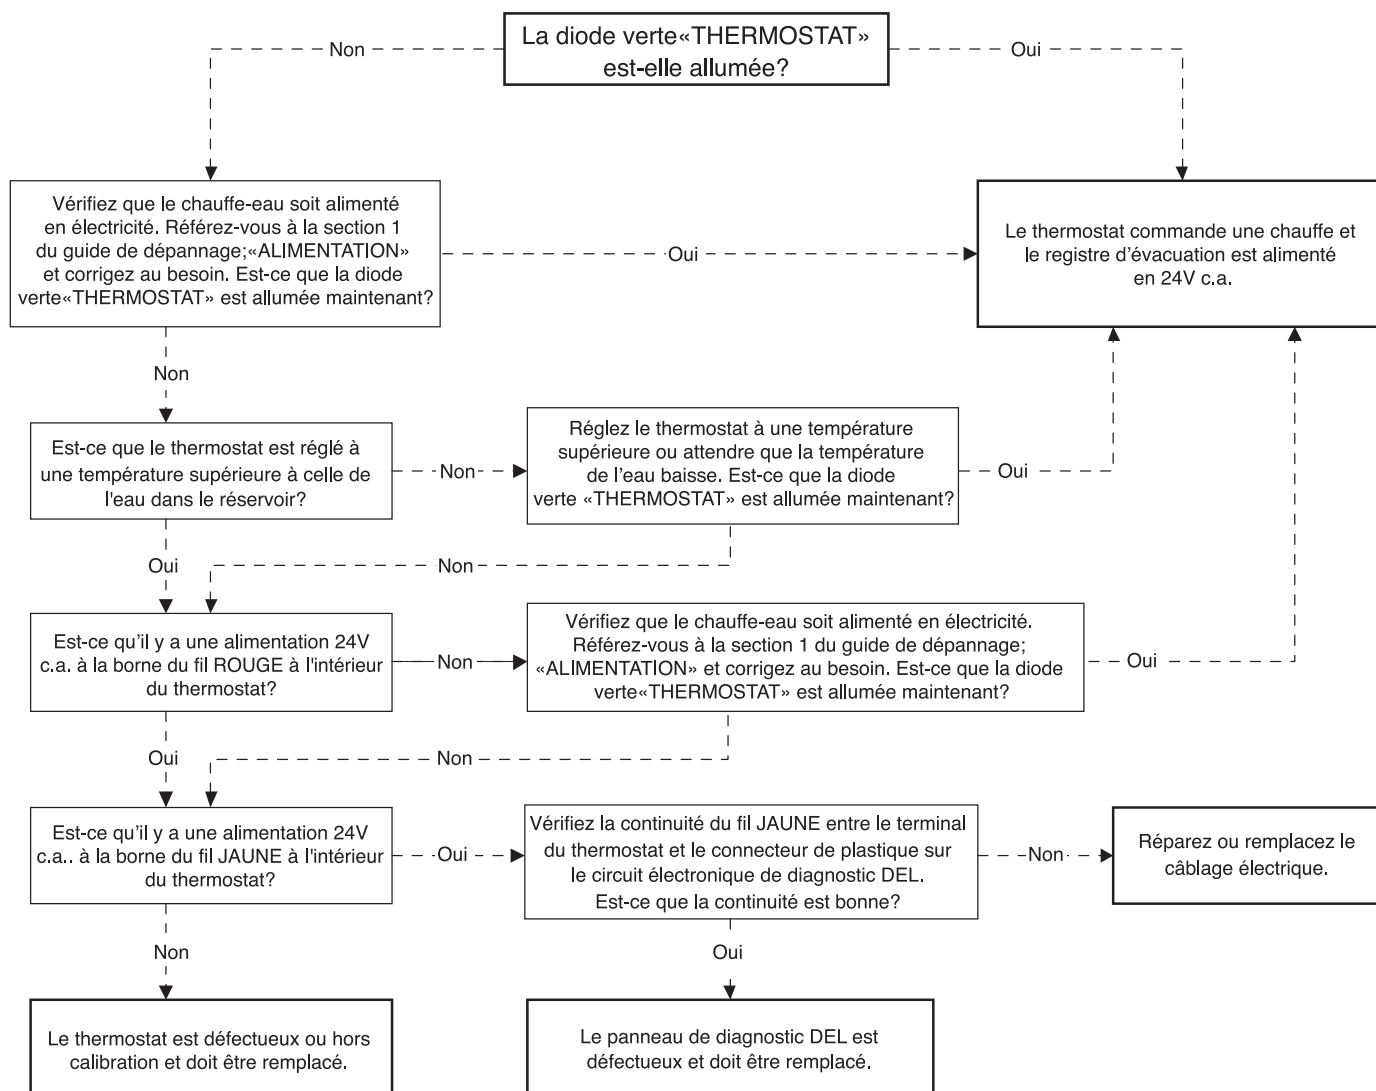 La diode verte«THERMOSTAT»
est-elle allumée?
Non
Oui
Vérifiez que le chauffe-eau soit alimenté
en électricité. Référez-vous à la section 1
du guide de dépannage;«ALIMENTATION»
et corrigez au besoin. Est-ce que la diode
verte«THERMOSTAT» est allumée maintenant?
Oui
Le thermostat commande une chauffe et
le registre d'évacuation est alimenté
en 24V c.a.
Non
Est-ce que le thermostat est réglé à
une température supérieure à celle de
l'eau dans le réservoir?
Non
Réglez le thermostat à une température
supérieure ou attendre que la température
de l'eau baisse. Est-ce que la diode
verte «THERMOSTAT» est allumée maintenant?
Oui
Oui
Non
Est-ce qu'il y a une alimentation 24V
c.a. à la borne du fil ROUGE à l'intérieur
du thermostat?
Non
Vérifiez que le chauffe-eau soit alimenté en électricité.
Référez-vous à la section 1 du guide de dépannage;
«ALIMENTATION» et corrigez au besoin. Est-ce que la diode
verte«THERMOSTAT» est allumée maintenant?
Oui
Oui
Non
Est-ce qu'il y a une alimentation 24V
c.a.. à la borne du fil JAUNE à l'intérieur
du thermostat?
Oui
Vérifiez la continuité du fil JAUNE entre le terminal
du thermostat et le connecteur de plastique sur
le circuit électronique de diagnostic DEL.
Est-ce que la continuité est bonne?
Non
Réparez ou remplacez le
câblage électrique.
Non
Oui
Le thermostat est défectueux ou hors
calibration et doit être remplacé.
Le panneau de diagnostic DEL est
défectueux et doit être remplacé.